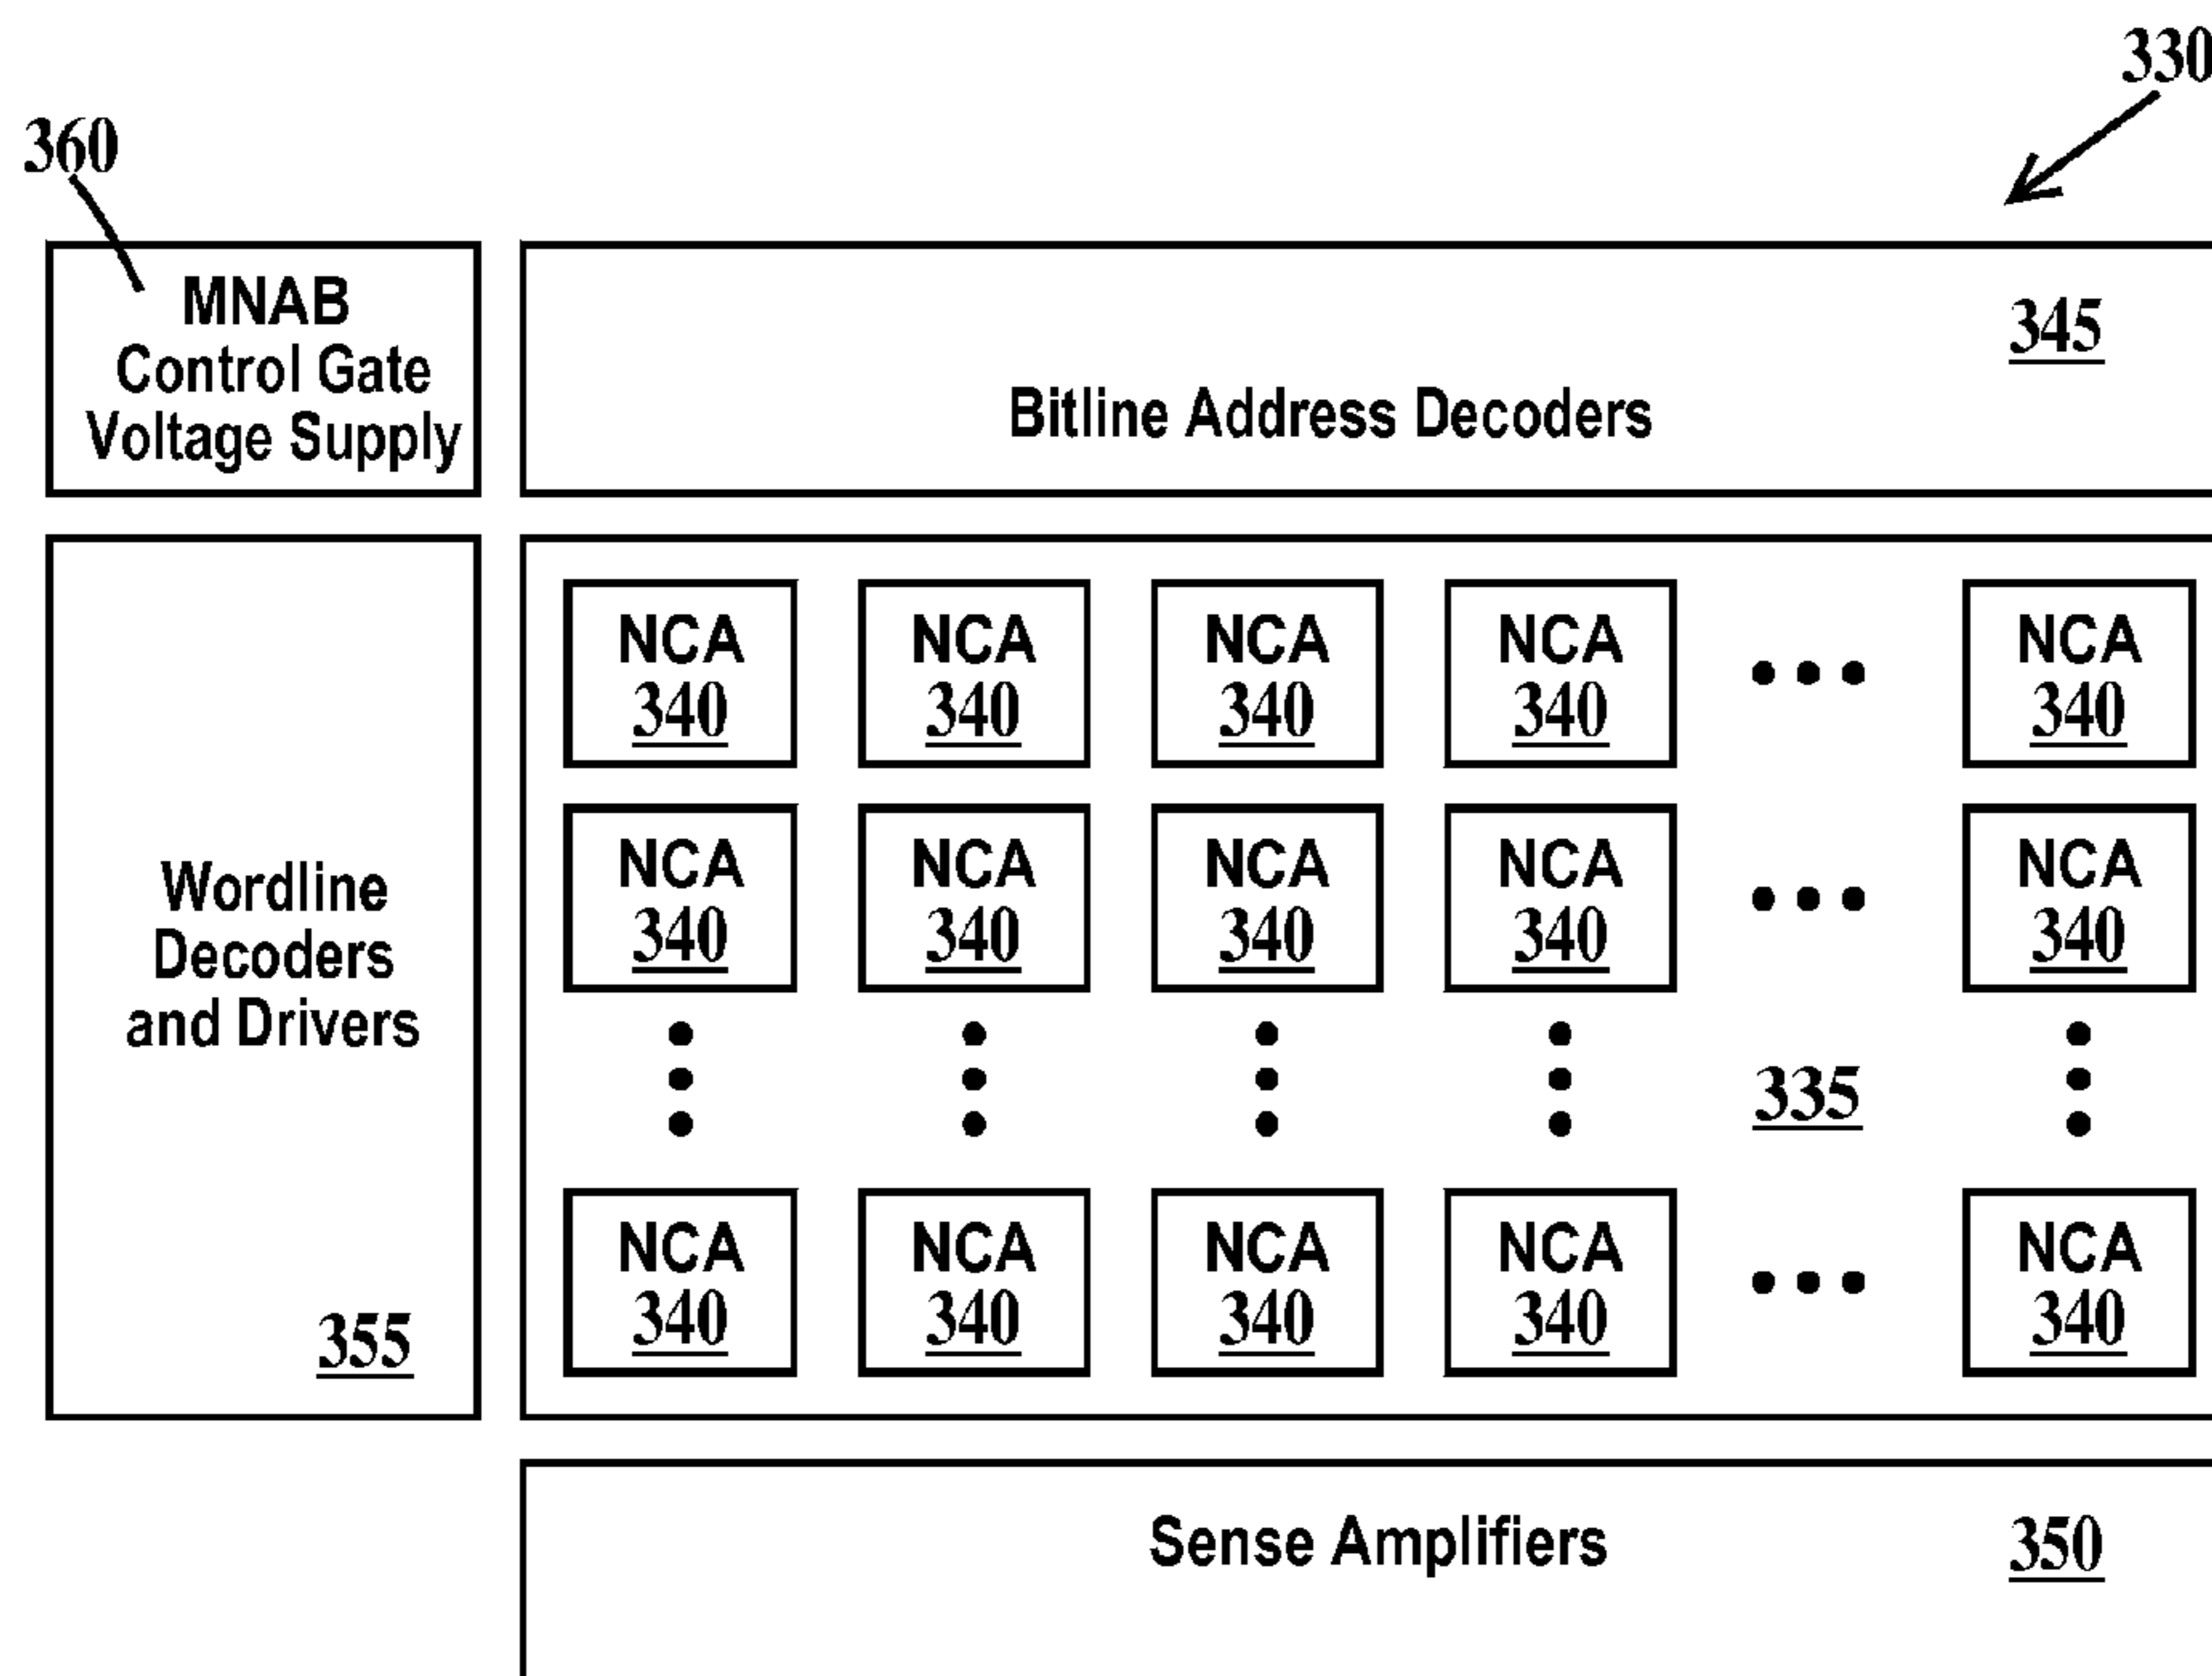 330
360
MNAB
Control Gate
Voltage Supply
345
Bitline Address Decoders
NCA NCA NCA NCA NCA
340 340 340 340 340
NCA NCA NCA NCA NCA
340 340 340 340 340
Wordline
Decoders
and Drivers
335
NCA NCA NCA NCA NCA
340 340 340 340 340
355
Sense Amplifiers 350